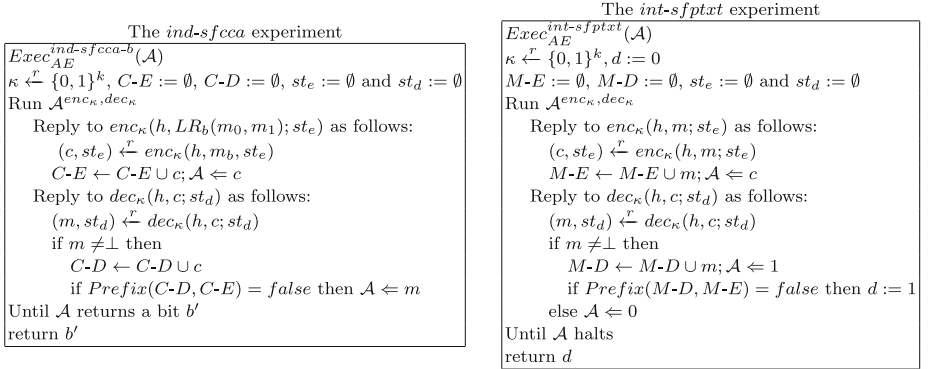 The ind-sfcca experiment
Exec_{AE}^{ind-sfcca-b}(𝒜)
κ ←^r {0, 1}^k, C-E := ∅, C-D := ∅, st_e := ∅ and st_d := ∅
Run 𝒜^{enc_κ, dec_κ}
Reply to enc_κ(h, LR_b(m_0, m_1); st_e) as follows:
(c, st_e) ←^r enc_κ(h, m_b, st_e)
C-E ← C-E ∪ c; 𝒜 ⇐ c
Reply to dec_κ(h, c; st_d) as follows:
(m, st_d) ←^r dec_κ(h, c; st_d)
if m ≠⊥ then
C-D ← C-D ∪ c
if Prefix(C-D, C-E) = false then 𝒜 ⇐ m
Until 𝒜 returns a bit b′
return b′
The int-sfptxt experiment
Exec_{AE}^{int-sfptxt}(𝒜)
κ ←^r {0, 1}^k, d := 0
M-E := ∅, M-D := ∅, st_e := ∅ and st_d := ∅
Run 𝒜^{enc_κ, dec_κ}
Reply to enc_κ(h, m; st_e) as follows:
(c, st_e) ←^r enc_κ(h, m; st_e)
M-E ← M-E ∪ m; 𝒜 ⇐ c
Reply to dec_κ(h, c; st_d) as follows:
(m, st_d) ←^r dec_κ(h, c; st_d)
if m ≠⊥ then
M-D ← M-D ∪ m; 𝒜 ⇐ 1
if Prefix(M-D, M-E) = false then d := 1
else 𝒜 ⇐ 0
Until 𝒜 halts
return d